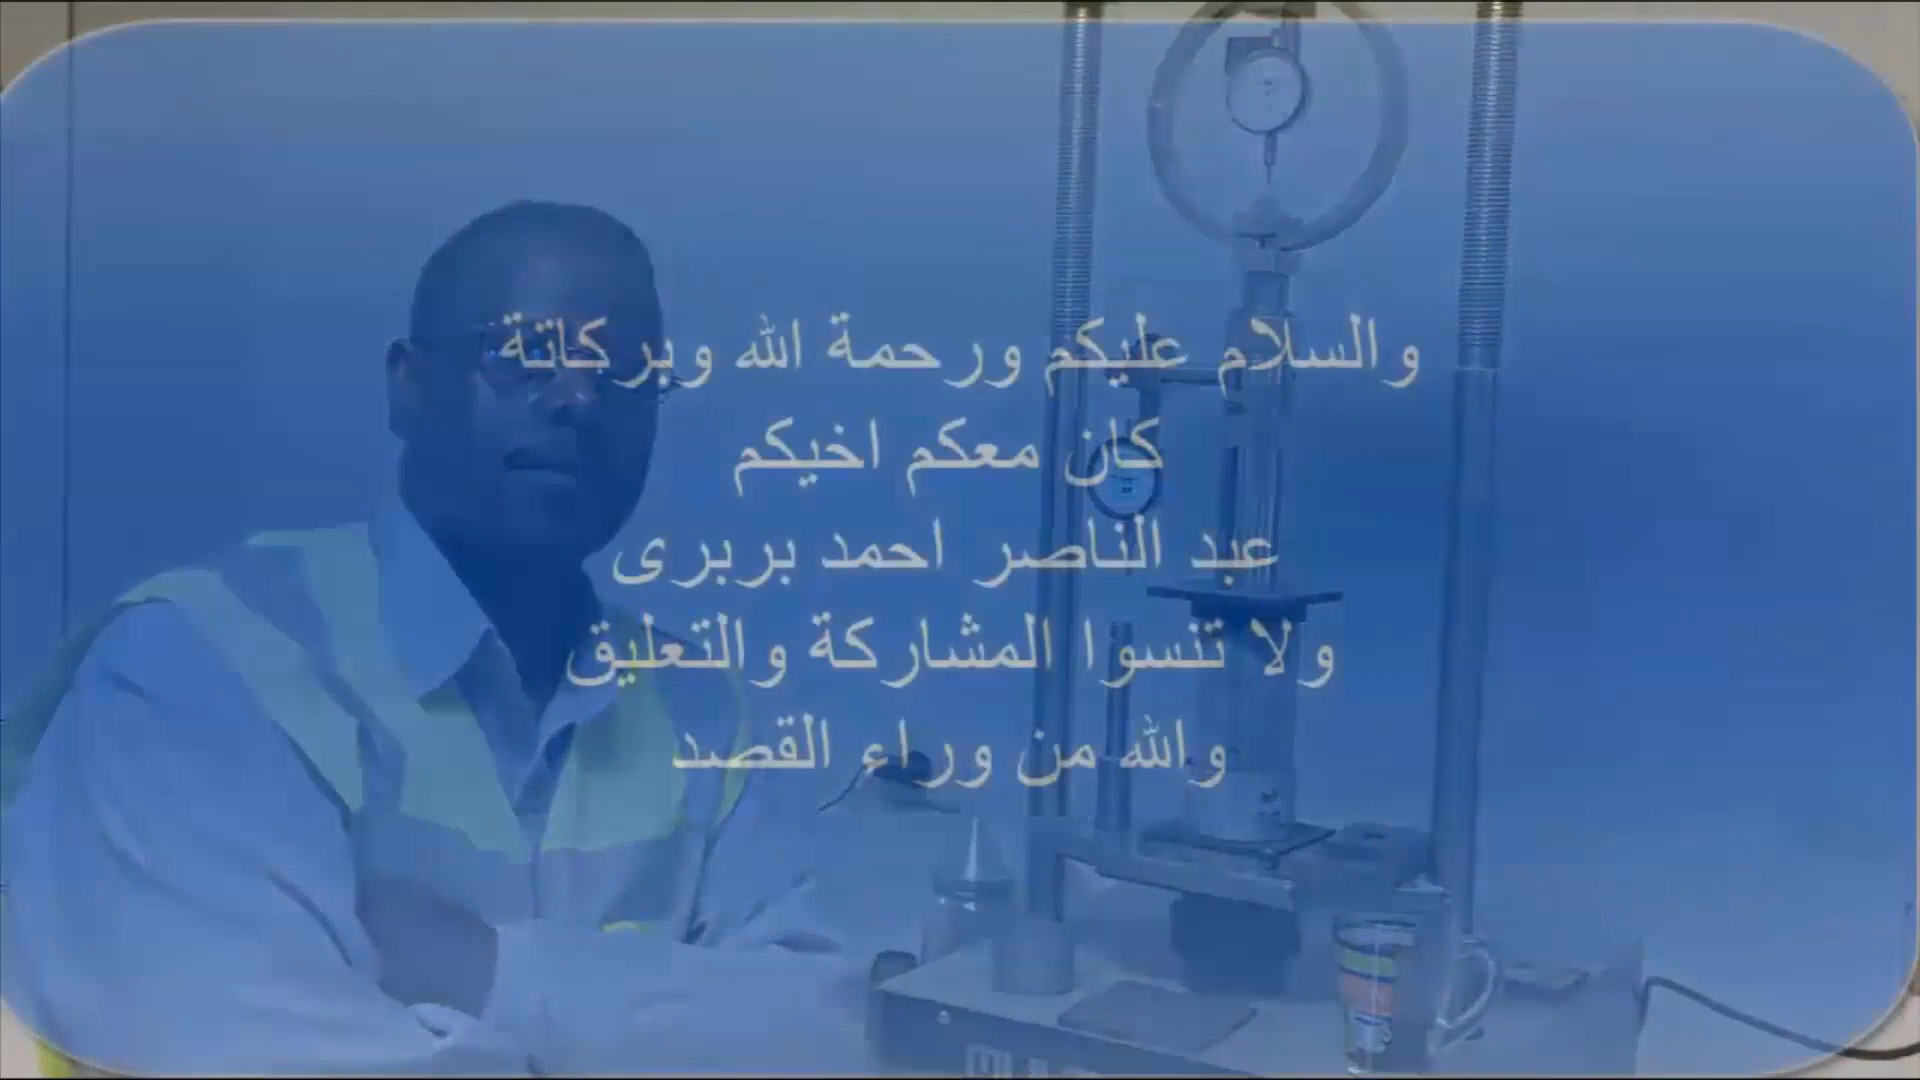 والسلام عليكم ورحمة الله وبركاتة
كان معكم اخيكم
عبد الناصر احمد بربرى
ولا تنسوا المشاركة والتعليق
والله من وراء القصد